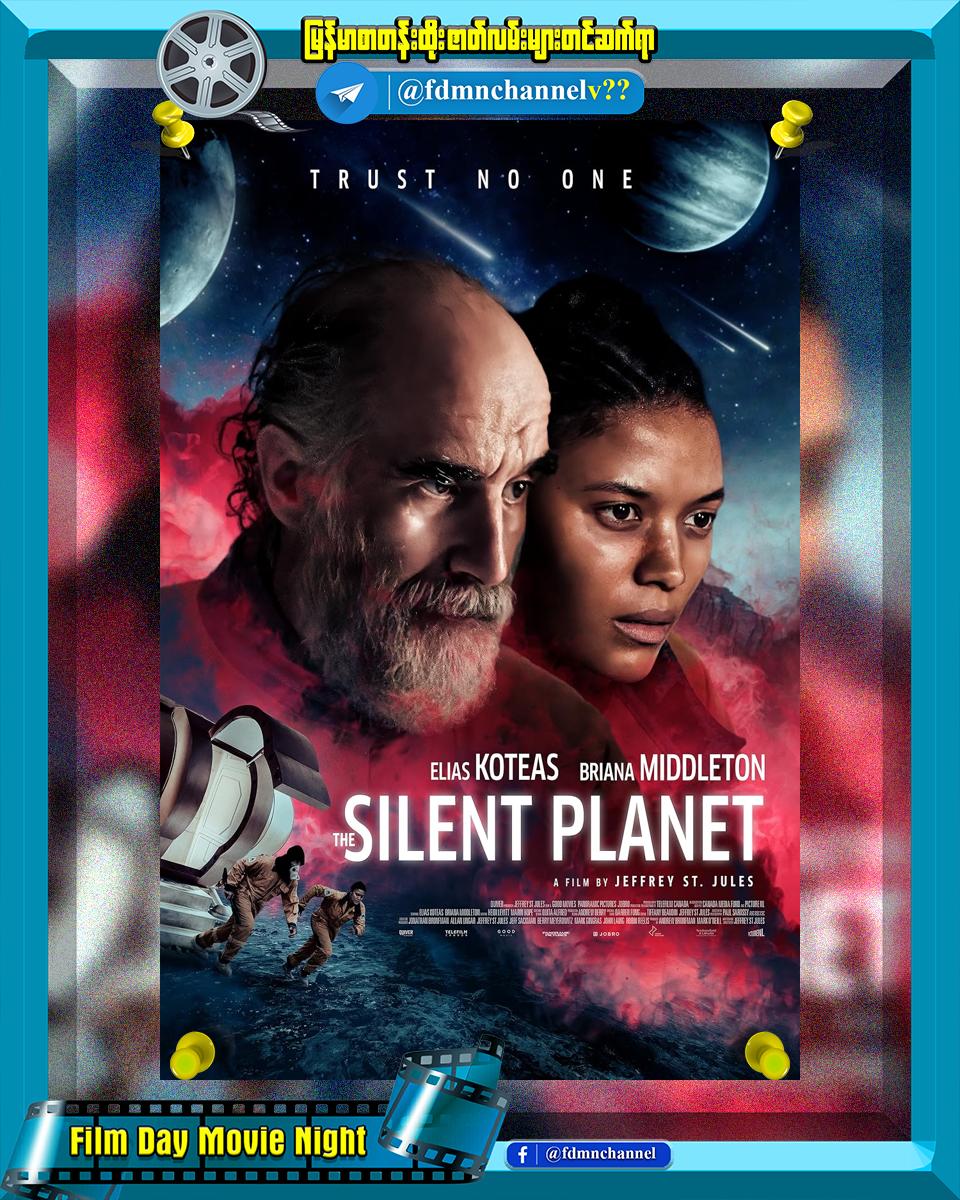 မြန်မာစာတန်းထိုးဇာတ်လမ်းများတင်ဆက်ရာ
@fdmnchannelv??
TRUST NO ONE
ELIAS KOTEAS BRIANA MIDDLETON
THE SILENT PLANET
A FILM BY JEFFREY ST. JULES
Film Day Movie Night
f @fdmnchannel